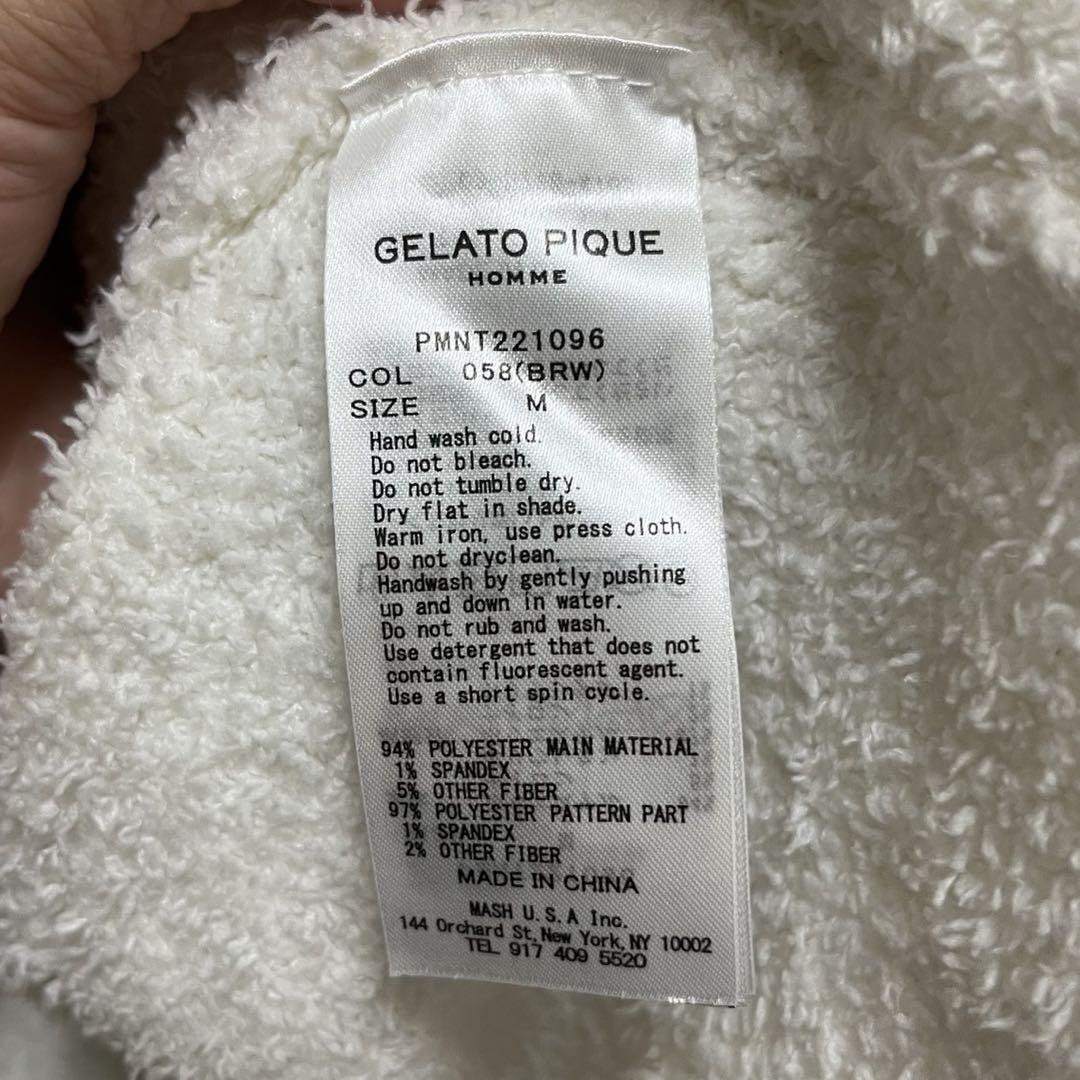 GELATO PIQUE
HOMME
PMNT221096
COL 058(BRW)
SIZE M
Hand wash cold.
Do not bleach.
Do not tumble dry.
Dry flat in shade.
Warm iron, use press cloth.
Do not dryclean.
Handwash by gently pushing
up and down in water.
Do not rub and wash.
Use detergent that does not
contain fluorescent agent.
Use a short spin cycle.
94% POLYESTER MAIN MATERIAL
1% SPANDEX
5% OTHER FIBER
97% POLYESTER PATTERN PART
1% SPANDEX
2% OTHER FIBER
MADE IN CHINA
MASH U.S.A Inc.
144 Orchard St, New York, NY 10002
TEL 917 409 5520